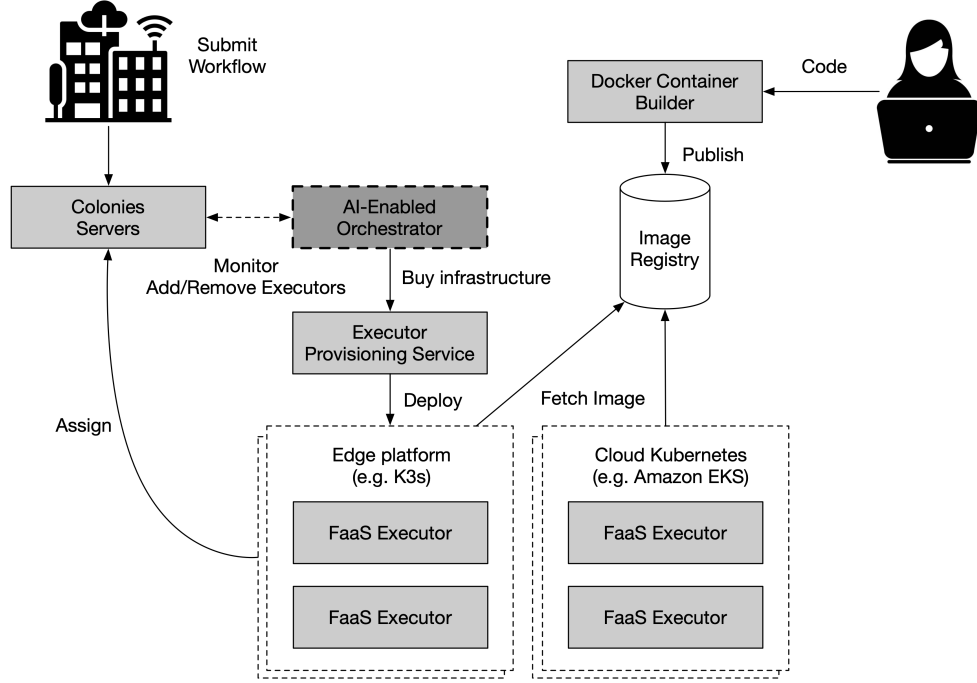 Submit
Workflow
Docker Container
Builder
Code
Publish
Colonies
Servers
AI-Enabled
Orchestrator
Image
Registry
Monitor
Add/Remove Executors
Buy infrastructure
Executor
Provisioning Service
Deploy
Fetch Image
Assign
Edge platform
(e.g. K3s)
FaaS Executor
FaaS Executor
Cloud Kubernetes
(e.g. Amazon EKS)
FaaS Executor
FaaS Executor